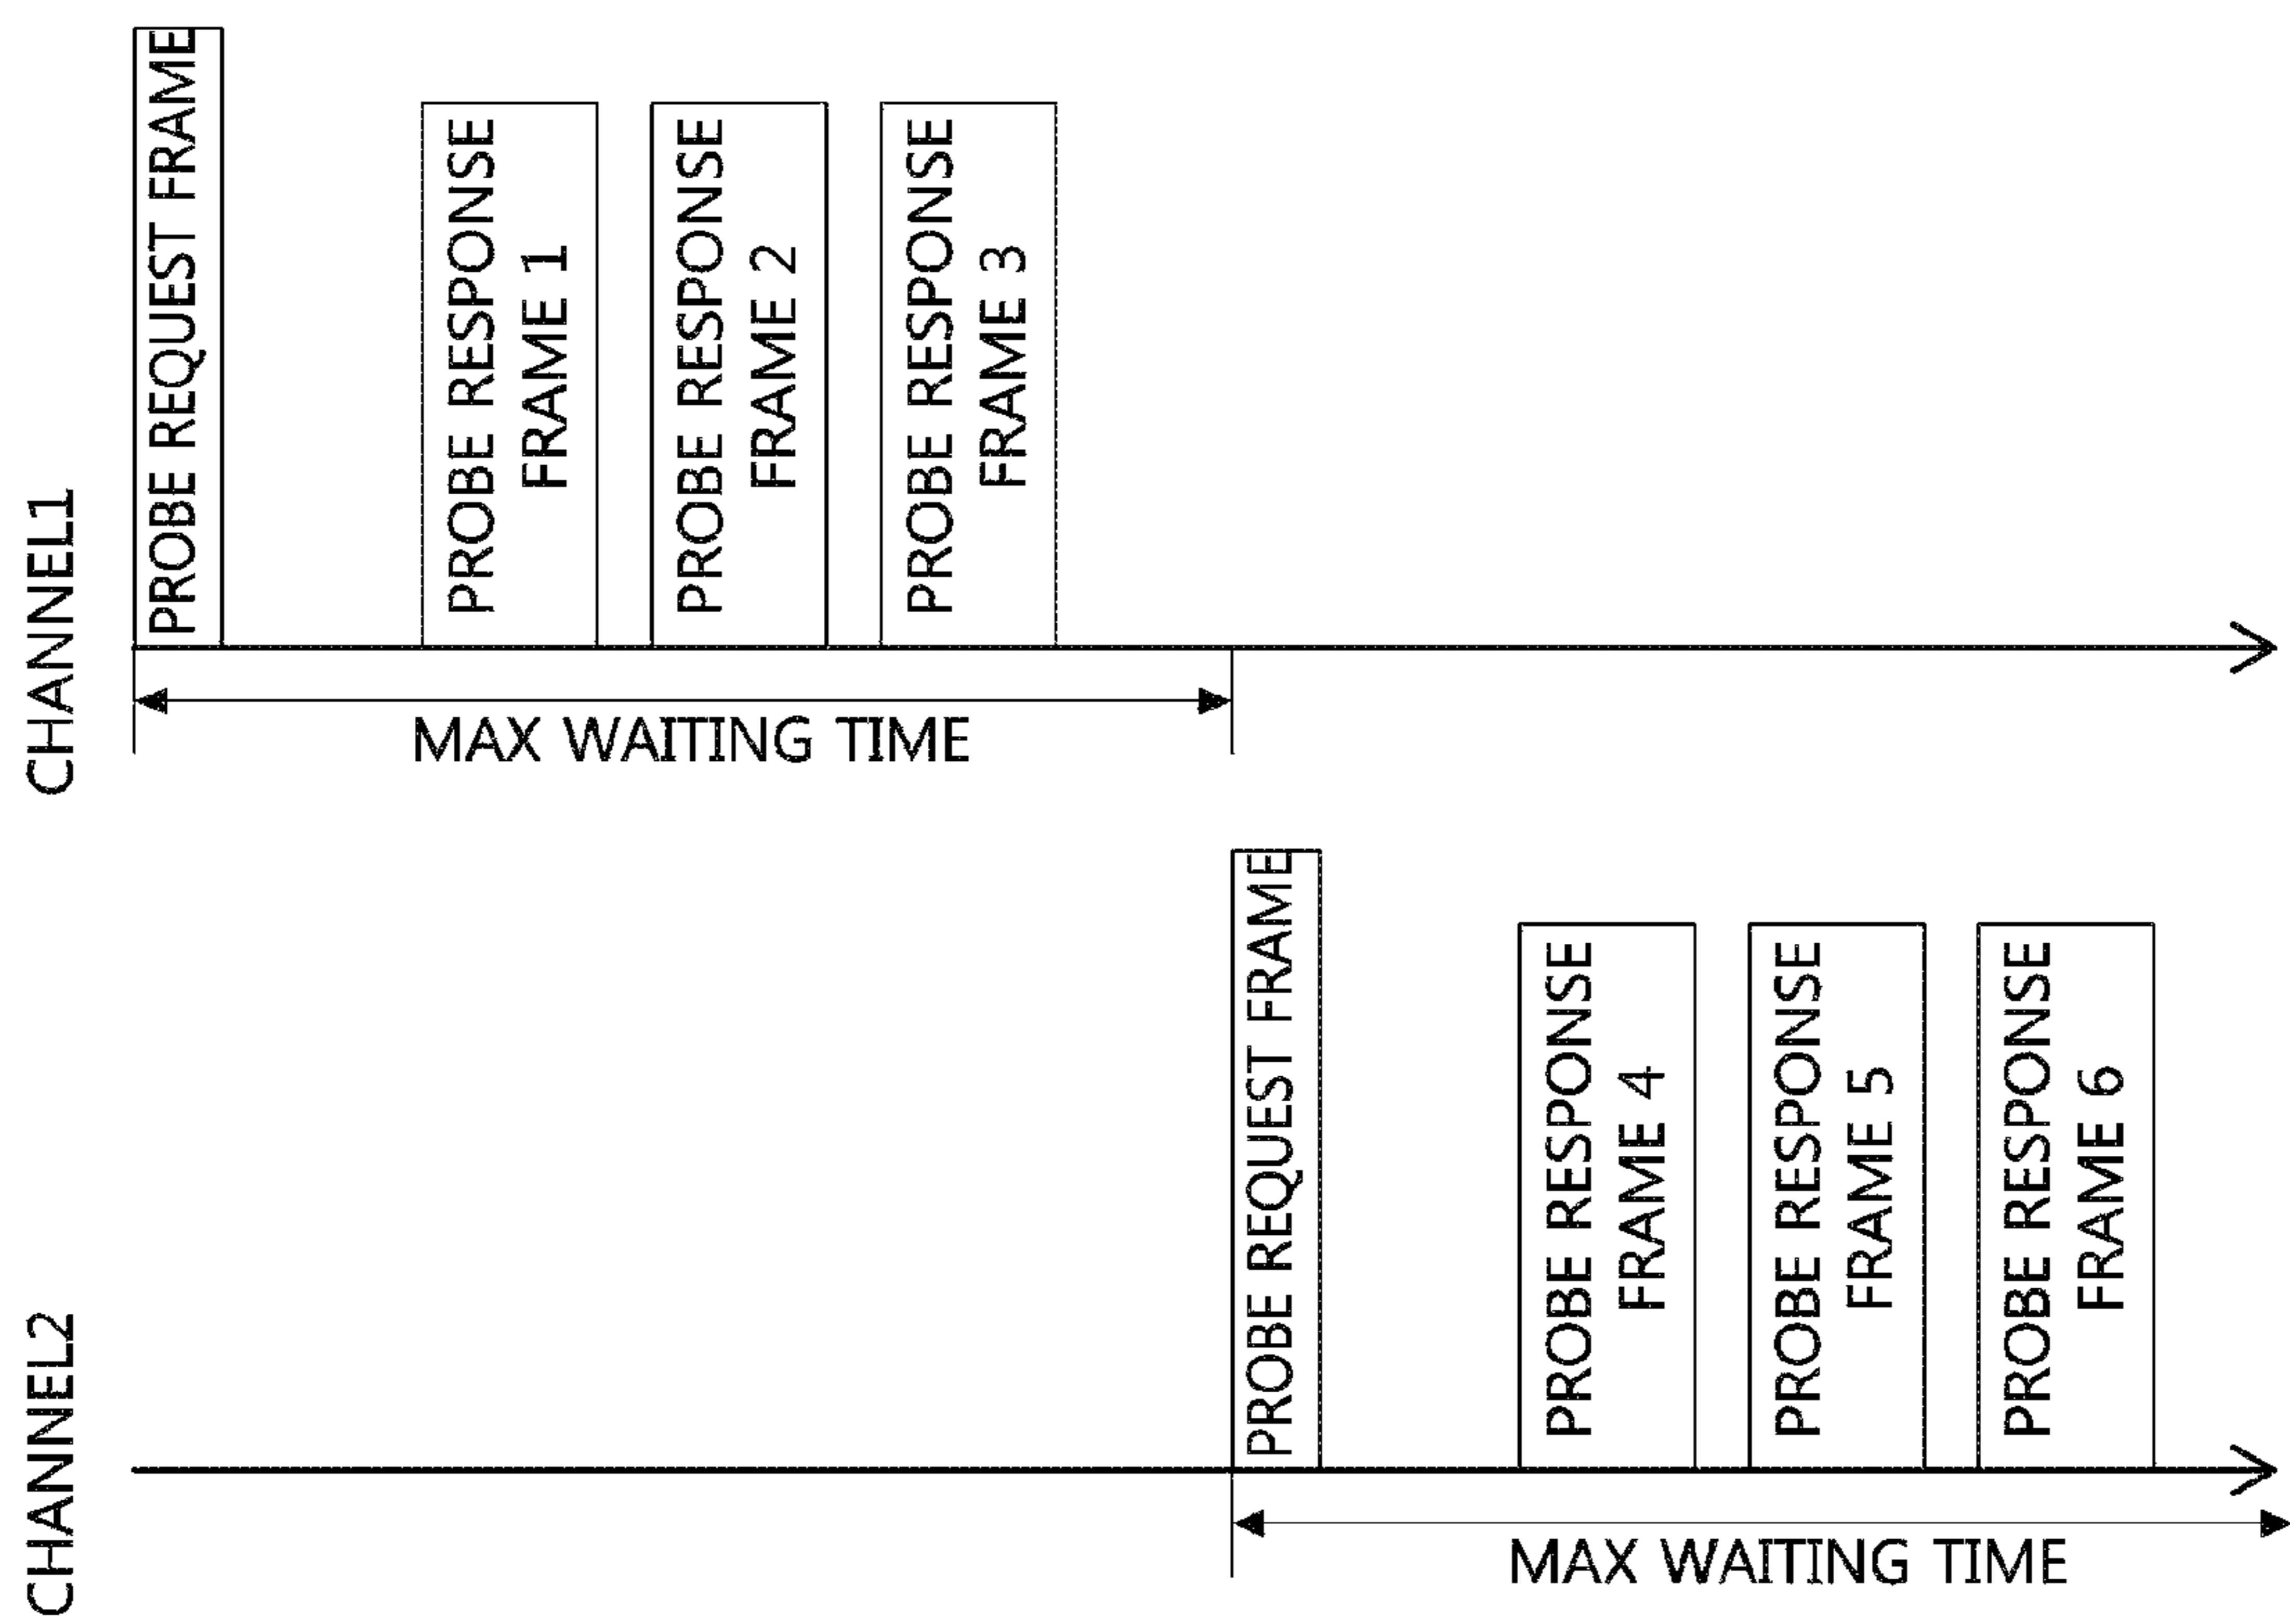 CHANNEL1
PROBE REQUEST FRAME
PROBE RESPONSE
FRAME 1
PROBE RESPONSE
FRAME 2
PROBE RESPONSE
FRAME 3
MAX WAITING TIME
CHANNEL2
PROBE REQUEST FRAME
PROBE RESPONSE
FRAME 4
PROBE RESPONSE
FRAME 5
PROBE RESPONSE
FRAME 6
MAX WAITING TIME